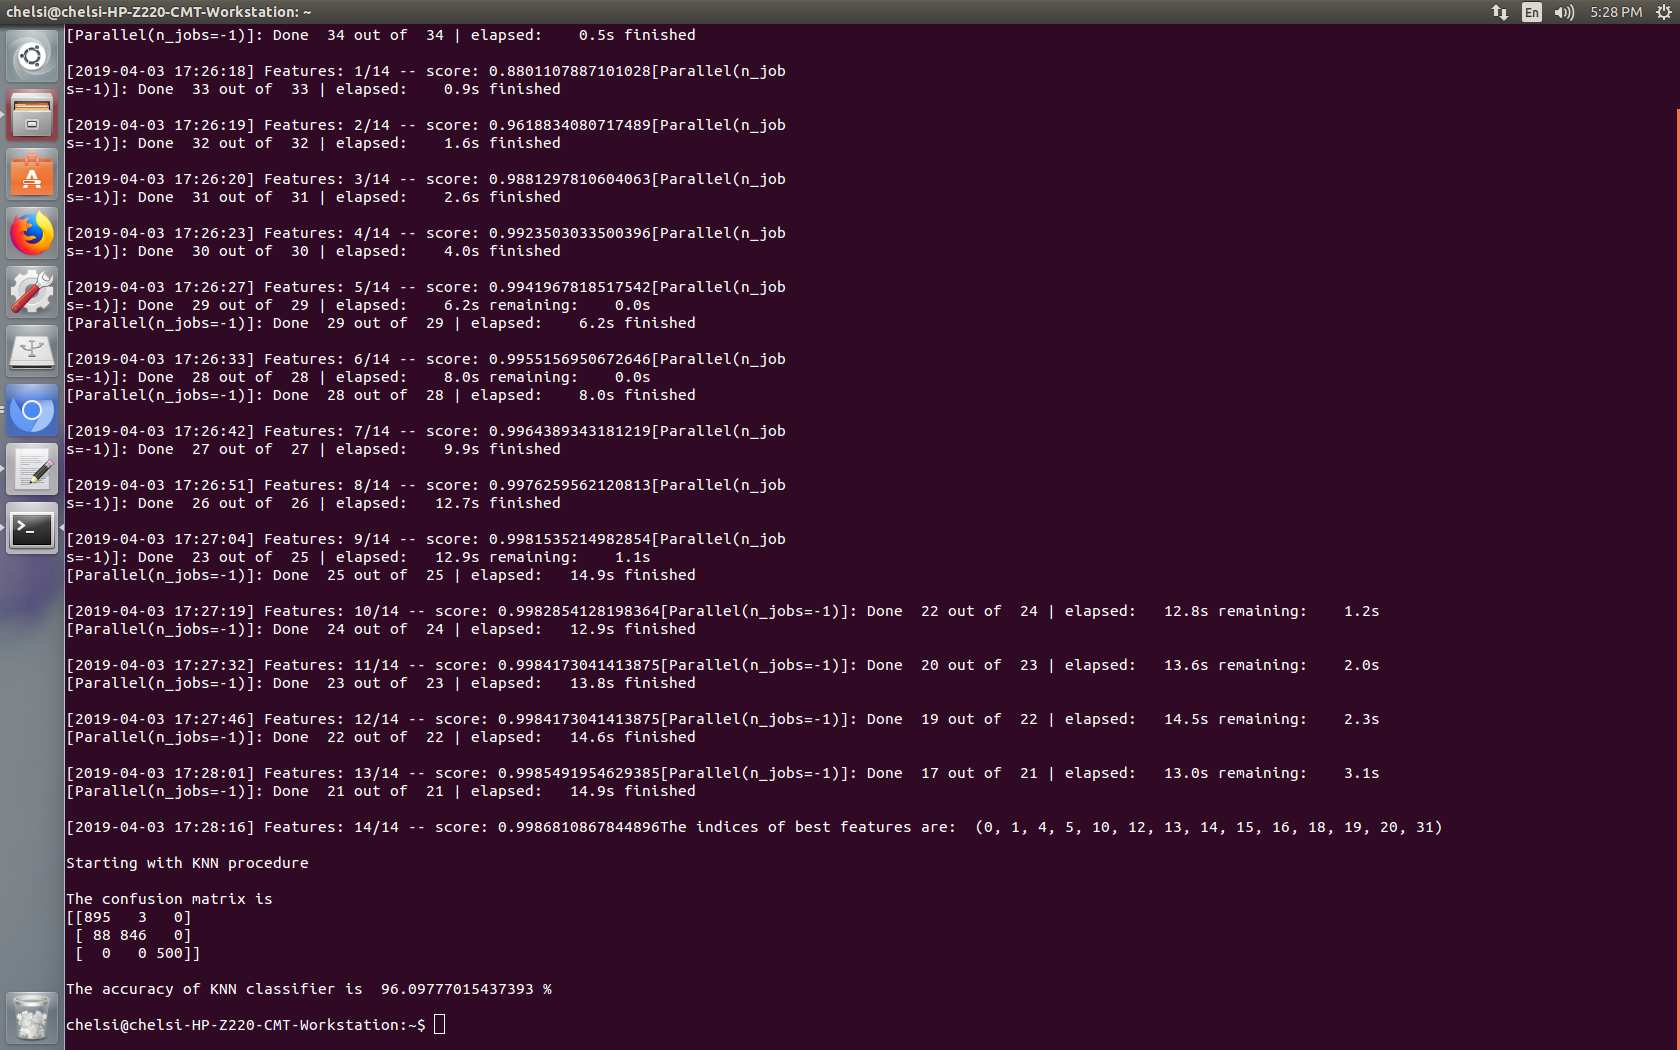 chelsi@chelsi-HP-Z220-CMT-Workstation: ~
En
5:28 PM
[Parallel(n_jobs=-1)]: Done  34 out of  34 | elapsed:    0.5s finished
[2019-04-03 17:26:18] Features: 1/14 -- score: 0.8801107887101028[Parallel(n_job
s=-1)]: Done  33 out of  33 | elapsed:    0.9s finished
[2019-04-03 17:26:19] Features: 2/14 -- score: 0.9618834080717489[Parallel(n_job
s=-1)]: Done  32 out of  32 | elapsed:    1.6s finished
[2019-04-03 17:26:20] Features: 3/14 -- score: 0.9881297810604063[Parallel(n_job
s=-1)]: Done  31 out of  31 | elapsed:    2.6s finished
[2019-04-03 17:26:23] Features: 4/14 -- score: 0.9923503033500396[Parallel(n_job
s=-1)]: Done  30 out of  30 | elapsed:    4.0s finished
[2019-04-03 17:26:27] Features: 5/14 -- score: 0.9941967818517542[Parallel(n_job
s=-1)]: Done  29 out of  29 | elapsed:    6.2s remaining:    0.0s
[Parallel(n_jobs=-1)]: Done  29 out of  29 | elapsed:    6.2s finished
[2019-04-03 17:26:33] Features: 6/14 -- score: 0.9955156950672646[Parallel(n_job
s=-1)]: Done  28 out of  28 | elapsed:    8.0s remaining:    0.0s
[Parallel(n_jobs=-1)]: Done  28 out of  28 | elapsed:    8.0s finished
[2019-04-03 17:26:42] Features: 7/14 -- score: 0.9964389343181219[Parallel(n_job
s=-1)]: Done  27 out of  27 | elapsed:    9.9s finished
[2019-04-03 17:26:51] Features: 8/14 -- score: 0.9976259562120813[Parallel(n_job
s=-1)]: Done  26 out of  26 | elapsed:   12.7s finished
[2019-04-03 17:27:04] Features: 9/14 -- score: 0.9981535214982854[Parallel(n_job
s=-1)]: Done  23 out of  25 | elapsed:   12.9s remaining:    1.1s
[Parallel(n_jobs=-1)]: Done  25 out of  25 | elapsed:   14.9s finished
[2019-04-03 17:27:19] Features: 10/14 -- score: 0.9982854128198364[Parallel(n_jobs=-1)]: Done  22 out of  24 | elapsed:   12.8s remaining:    1.2s
[Parallel(n_jobs=-1)]: Done  24 out of  24 | elapsed:   12.9s finished
[2019-04-03 17:27:32] Features: 11/14 -- score: 0.9984173041413875[Parallel(n_jobs=-1)]: Done  20 out of  23 | elapsed:   13.6s remaining:    2.0s
[Parallel(n_jobs=-1)]: Done  23 out of  23 | elapsed:   13.8s finished
[2019-04-03 17:27:46] Features: 12/14 -- score: 0.9984173041413875[Parallel(n_jobs=-1)]: Done  19 out of  22 | elapsed:   14.5s remaining:    2.3s
[Parallel(n_jobs=-1)]: Done  22 out of  22 | elapsed:   14.6s finished
[2019-04-03 17:28:01] Features: 13/14 -- score: 0.9985491954629385[Parallel(n_jobs=-1)]: Done  17 out of  21 | elapsed:   13.0s remaining:    3.1s
[Parallel(n_jobs=-1)]: Done  21 out of  21 | elapsed:   14.9s finished
[2019-04-03 17:28:16] Features: 14/14 -- score: 0.9986810867844896The indices of best features are:  (0, 1, 4, 5, 10, 12, 13, 14, 15, 16, 18, 19, 20, 31)
Starting with KNN procedure
The confusion matrix is
[[895   3   0]
 [ 88 846   0]
 [  0   0 500]]
The accuracy of KNN classifier is  96.09777015437393 %
chelsi@chelsi-HP-Z220-CMT-Workstation:~$